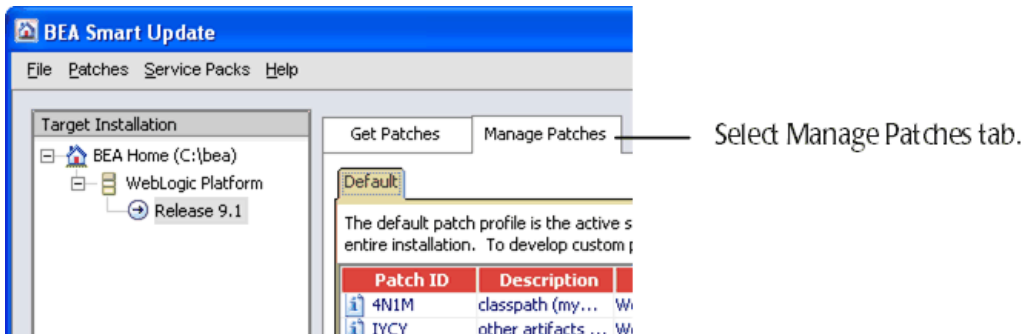 BEA Smart Update
File Patches Service Packs Help
Target Installation
BEA Home (C:\bea)
WebLogic Platform
Release 9.1
Get Patches Manage Patches
Select Manage Patches tab.
Default
The default patch profile is the active s
entire installation. To develop custom p
Patch ID Description
4N1M classpath (my... We
IYCY other artifacts ... We